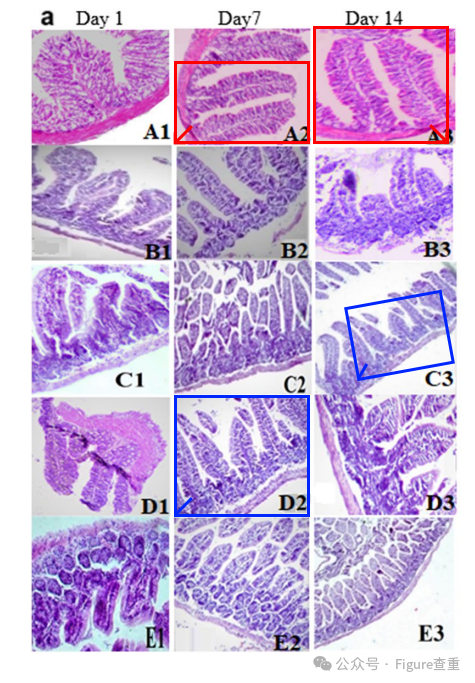 a Day 1 Day7 Day 14
A1 A2 A3
B1 B2 B3
C1 C2 C3
D1 D2 D3
E1 E2 E3
公众号 · Figure查重